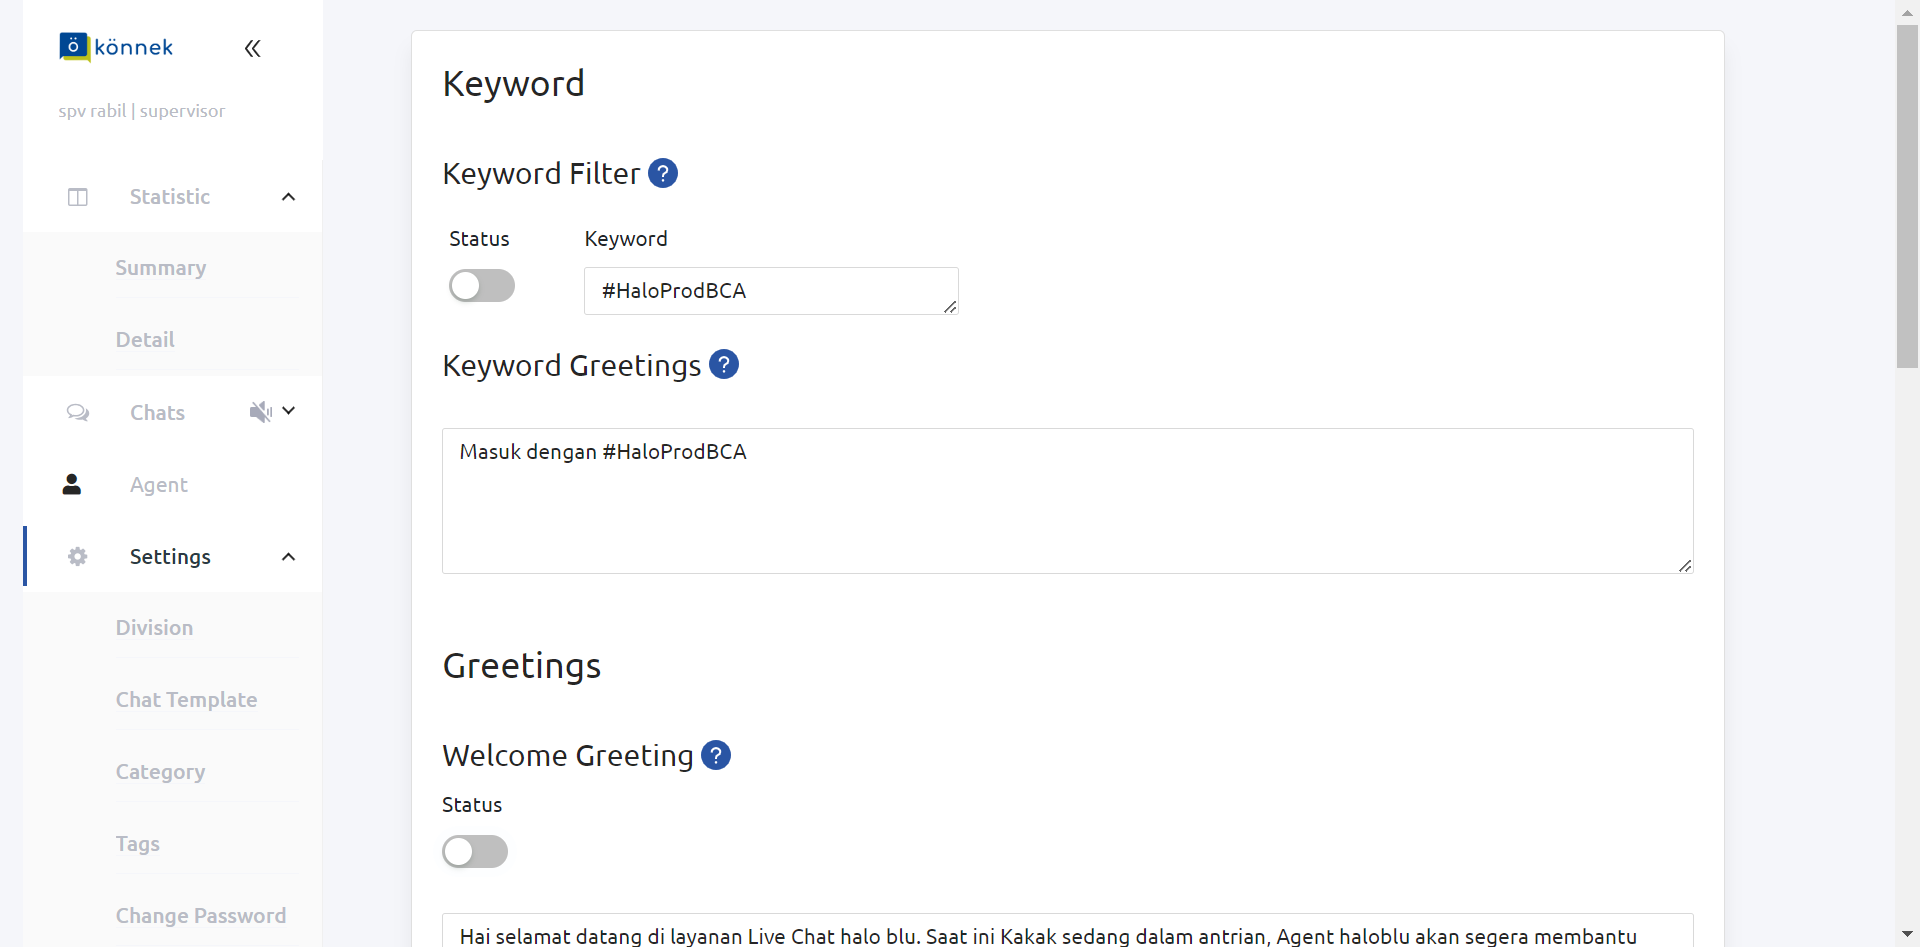 ö könnek
spv rabil | supervisor
Statistic
Summary
Detail
Chats
Agent
Settings
Division
Chat Template
Category
Tags
Change Password
Keyword
Keyword Filter ?
Status
Keyword
#HaloProdBCA
Keyword Greetings ?
Masuk dengan #HaloProdBCA
Greetings
Welcome Greeting ?
Status
Hai selamat datang di layanan Live Chat halo blu. Saat ini Kakak sedang dalam antrian, Agent haloblu akan segera membantu